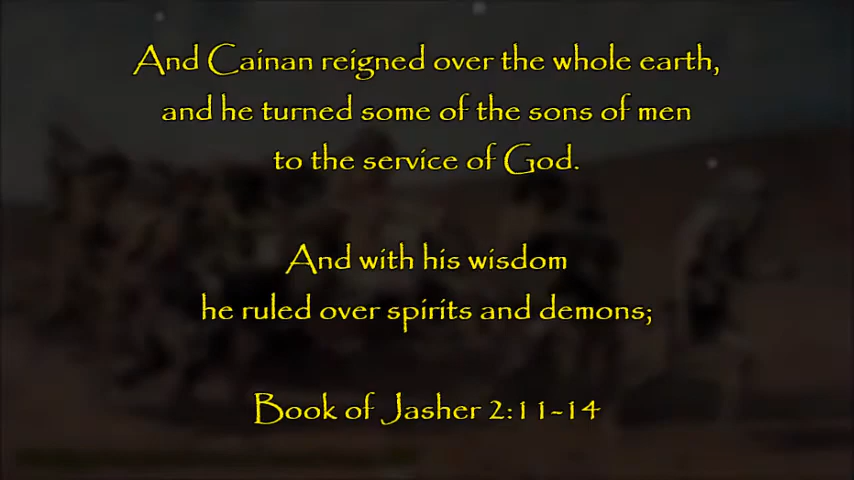 And Cainan reigned over the whole earth,
and he turned some of the sons of men
to the service of God.
And with his wisdom
he ruled over spirits and demons;
Book of Jasher 2:11-14